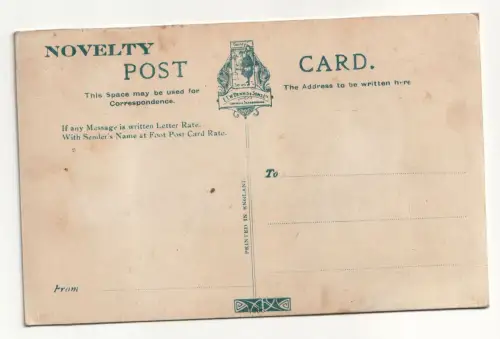 NOVELTY
POST CARD.
This Space may be used for
Correspondence.
The Address to be written here
If any Message is written Letter Rate.
With Sender's Name at Foot Post Card Rate.
To
PRINTED IN ENGLAND
From